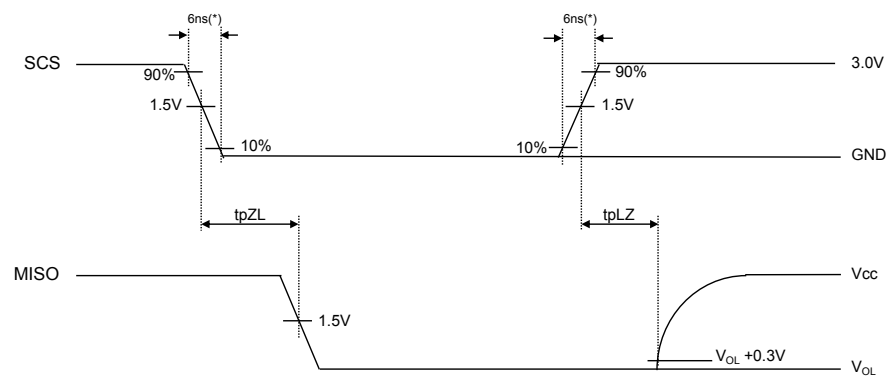 6ns(*) 6ns(*)
SCS 90% 90% 3.0V
1.5V 1.5V
10% 10% GND
tpZL tpLZ
MISO Vcc
1.5V
VOL +0.3V
VOL